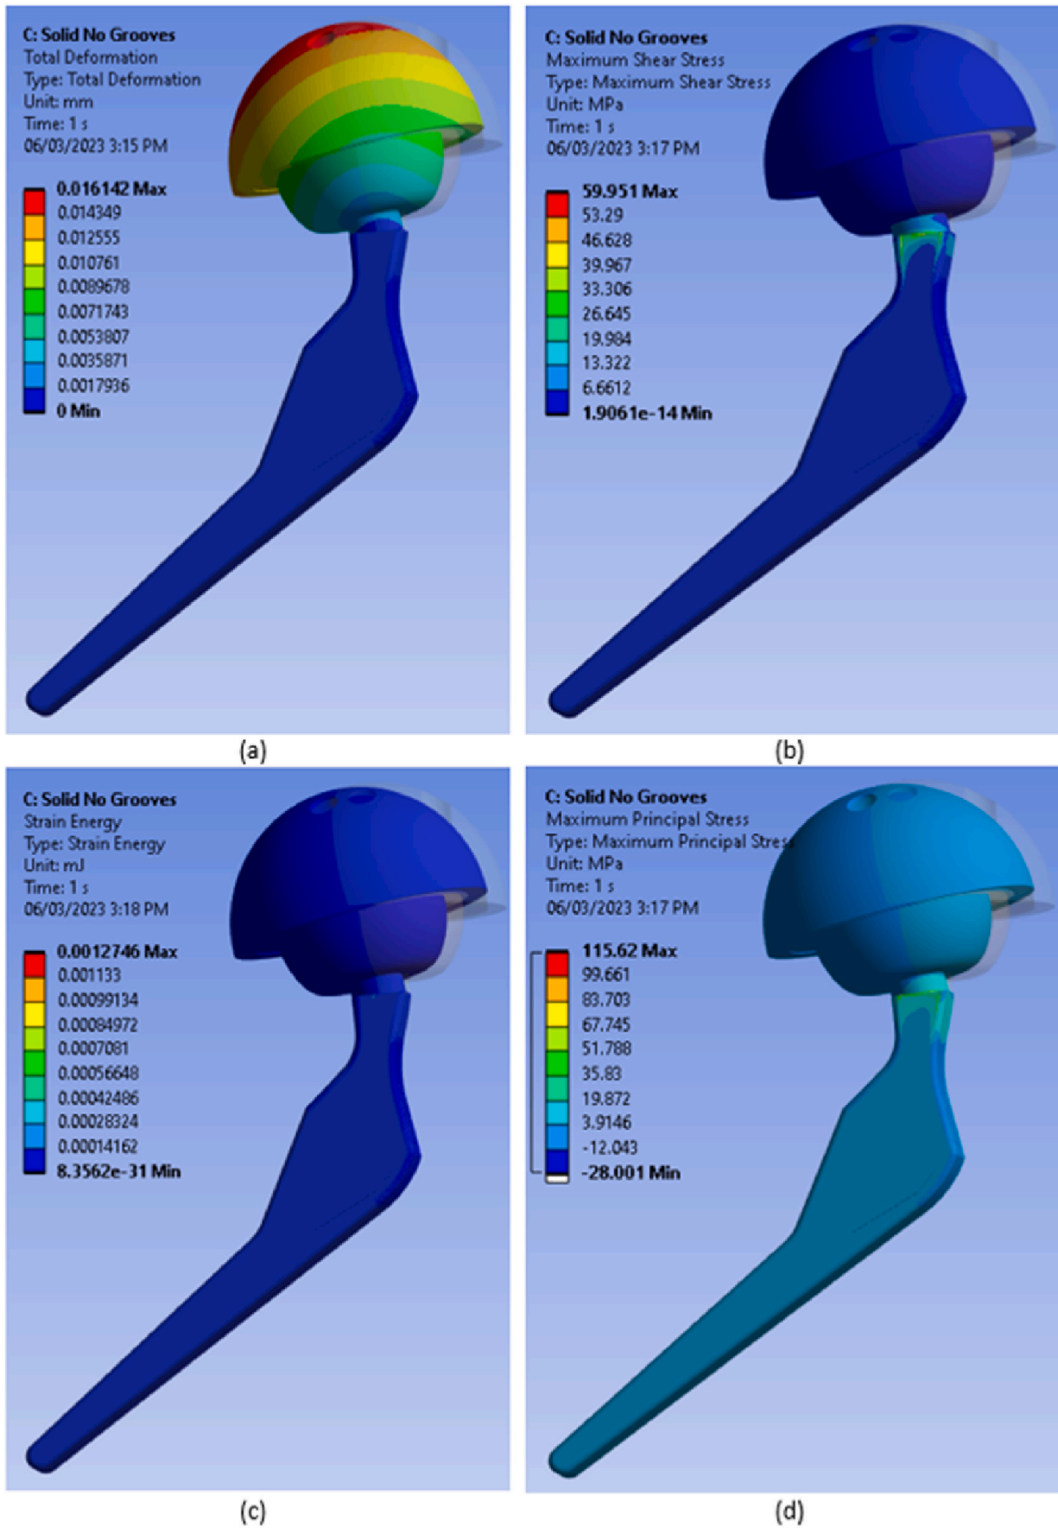 C: Solid No Grooves
Total Deformation
Type: Total Deformation
Unit: mm
Time: 1 s
06/03/2023 3:15 PM
0.016142 Max
0.014349
0.012555
0.010761
0.0089678
0.0071743
0.0053807
0.0035871
0.0017936
0 Min
(a)
C: Solid No Grooves
Maximum Shear Stress
Type: Maximum Shear Stress
Unit: MPa
Time: 1 s
06/03/2023 3:17 PM
59.951 Max
53.29
46.628
39.967
33.306
26.645
19.984
13.322
6.6612
1.9061e-14 Min
(b)
C: Solid No Grooves
Strain Energy
Type: Strain Energy
Unit: mJ
Time: 1 s
06/03/2023 3:18 PM
0.0012746 Max
0.001133
0.00099134
0.00084972
0.0007081
0.00056648
0.00042486
0.00028324
0.00014162
8.3562e-31 Min
(c)
C: Solid No Grooves
Maximum Principal Stress
Type: Maximum Principal Stress
Unit: MPa
Time: 1 s
06/03/2023 3:17 PM
115.62 Max
99.661
83.703
67.745
51.788
35.83
19.872
3.9146
-12.043
-28.001 Min
(d)